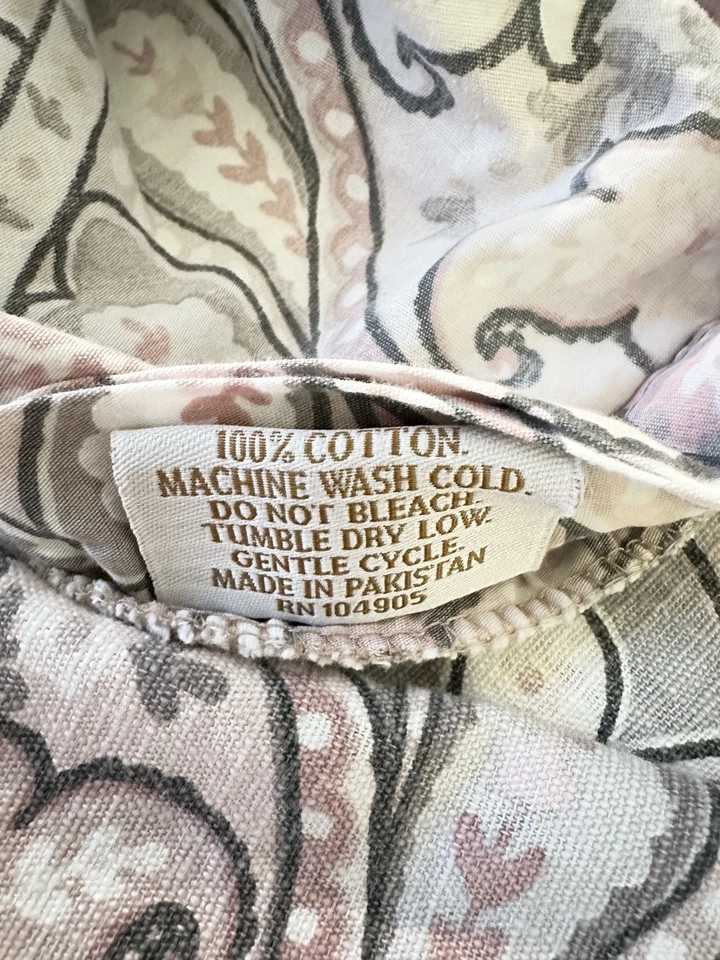 100% COTTON.
MACHINE WASH COLD.
DO NOT BLEACH.
TUMBLE DRY LOW.
GENTLE CYCLE.
MADE IN PAKISTAN
RN 104905